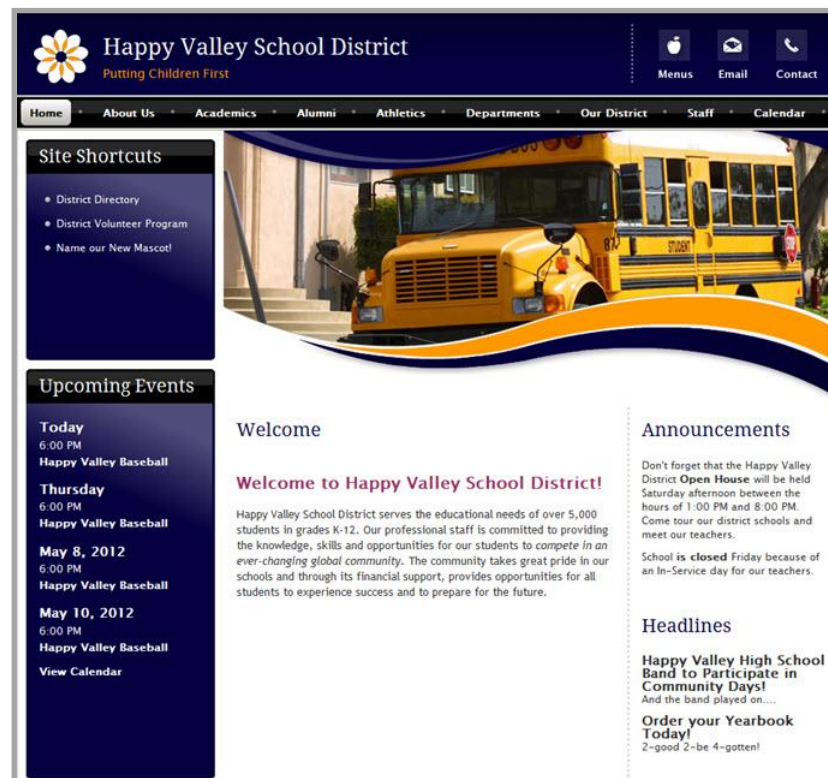 Happy Valley School District
Putting Children First
Menus
Email
Contact
Home
About Us
Academics
Alumni
Athletics
Departments
Our District
Staff
Calendar
Site Shortcuts
District Directory
District Volunteer Program
Name our New Mascot!
STUDENT
STOP
Upcoming Events
Today
6:00 PM
Happy Valley Baseball
Thursday
6:00 PM
Happy Valley Baseball
May 8, 2012
6:00 PM
Happy Valley Baseball
May 10, 2012
6:00 PM
Happy Valley Baseball
View Calendar
Welcome
Welcome to Happy Valley School District!
Happy Valley School District serves the educational needs of over 5,000
students in grades K-12. Our professional staff is committed to providing
the knowledge, skills and opportunities for our students to compete in an
ever-changing global community. The community takes great pride in our
schools and through its financial support, provides opportunities for all
students to experience success and to prepare for the future.
Announcements
Don't forget that the Happy Valley
District Open House will be held
Saturday afternoon between the
hours of 1:00 PM and 8:00 PM.
Come tour our district schools and
meet our teachers.
School is closed Friday because of
an In-Service day for our teachers.
Headlines
Happy Valley High School
Band to Participate in
Community Days!
And the band played on....
Order your Yearbook
Today!
2-good 2-be 4-gotten!